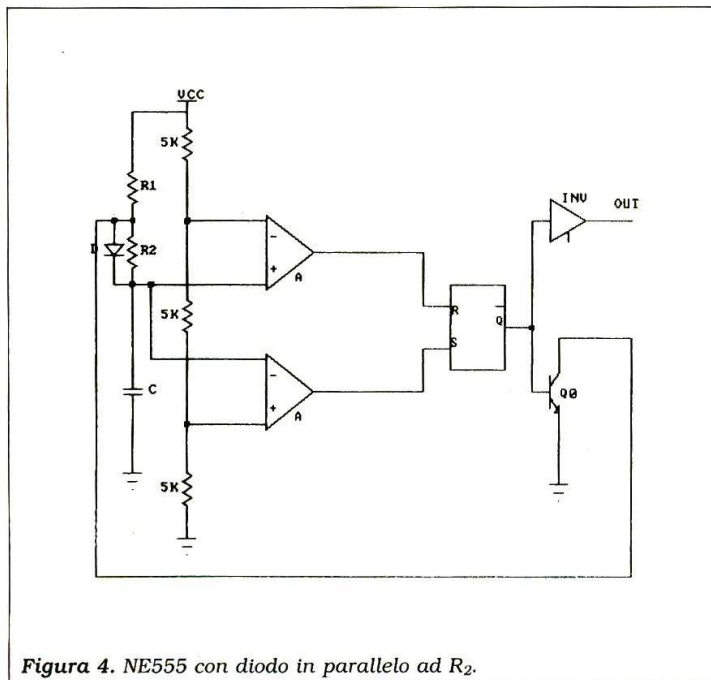 VCC
5K
R1
INV
OUT
-
D
R2
+
A
R
Q
5K
S
-
C
Q0
+
A
5K
Figura 4. NE555 con diodo in parallelo ad R2.